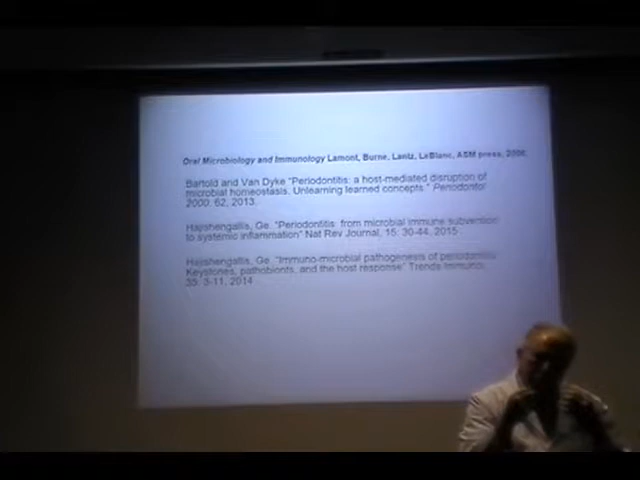 Oral Microbiology and Immunology Lamont, Burne, Lantz, LeBlanc, ASM press, 2006.
Bartold and Van Dyke "Periodontitis: a host-mediated disruption of
microbial homeostasis. Unlearning learned concepts " Periodontol
2000; 62, 2013.
Hajishengallis, Ge. "Periodontitis: from microbial immune subversion
to systemic inflammation" Nat Rev Journal, 15: 30-44, 2015
Hajishengallis, Ge. "Immuno-microbial pathogenesis of periodontitis:
Keystones, pathobionts, and the host response" Trends Immunol.
35: 3-11, 2014